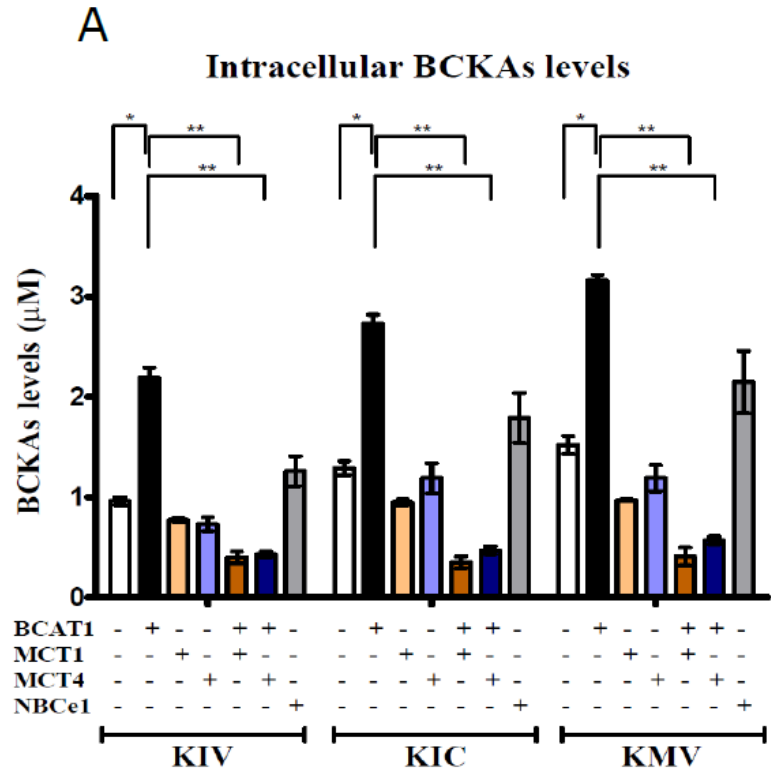 A
Intracellular BCKAs levels
* ** ** * ** ** * ** **
BCKAs levels (μM)
4
3
2
1
0
BCAT1 - + - - + + - - + - - + + - - + - - + + -
MCT1 - - + - + - - - - + - + - - - - + - + - -
MCT4 - - - + - + - - - - + - + - - - - + - + -
NBCe1 - - - - - - + - - - - - - + - - - - - - +
KIV KIC KMV